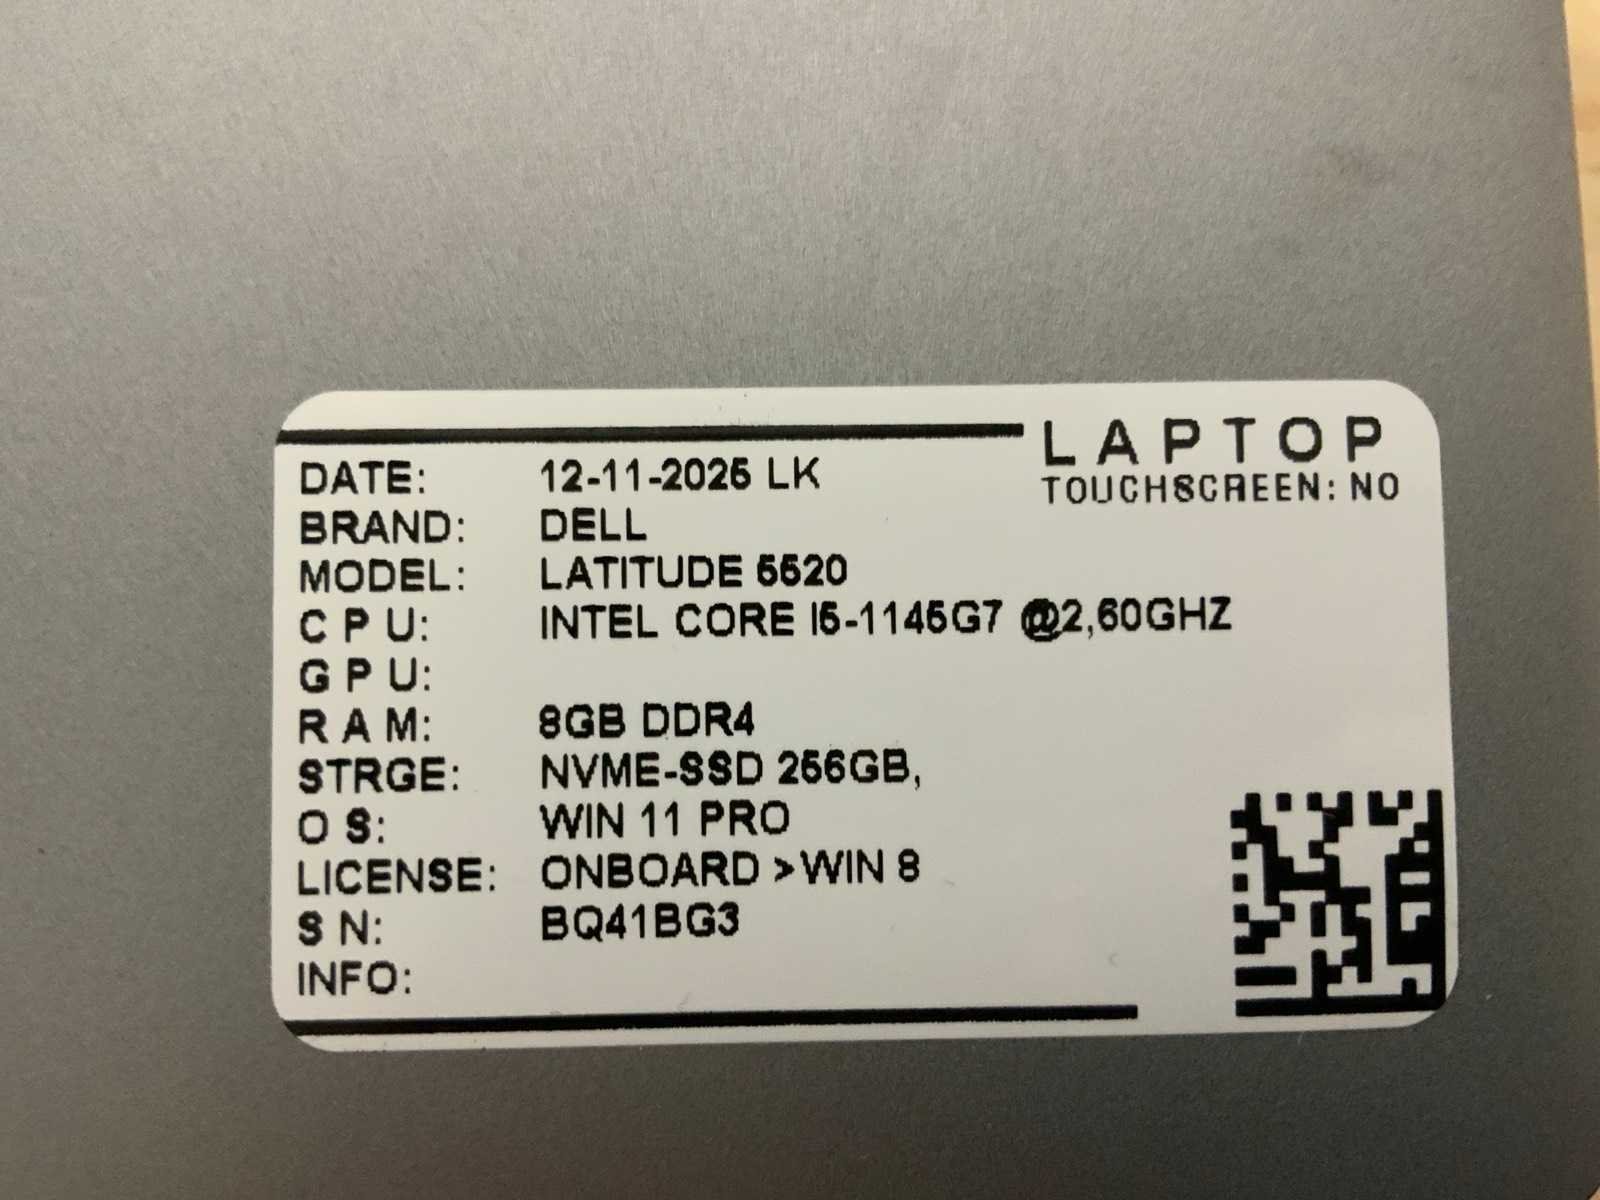 LAPTOP
TOUCHSCREEN: NO
DATE: 12-11-2025 LK
BRAND: DELL
MODEL: LATITUDE 5520
C P U: INTEL CORE I5-1145G7 @2,60GHZ
G P U:
R A M: 8GB DDR4
STRGE: NVME-SSD 256GB,
O S: WIN 11 PRO
LICENSE: ONBOARD >WIN 8
S N: BQ41BG3
INFO: